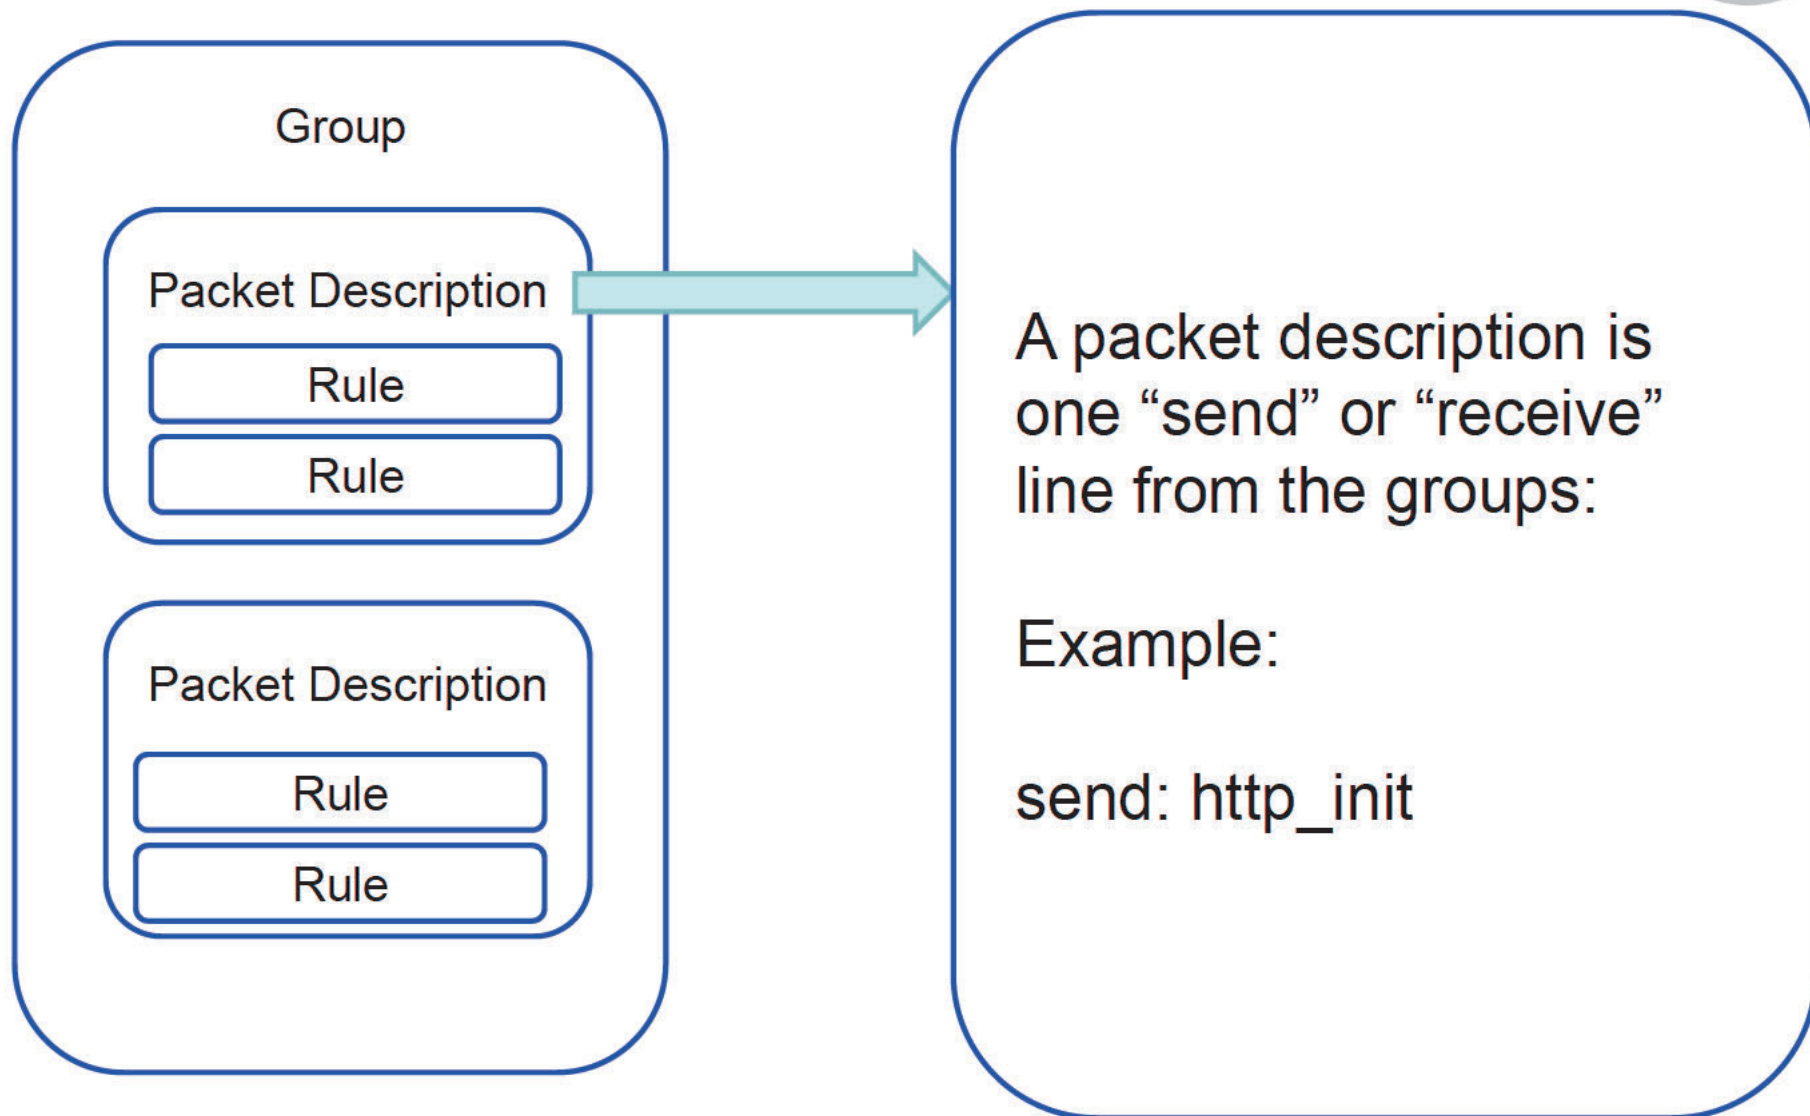 Group
Packet Description
Rule
Rule
Packet Description
Rule
Rule
A packet description is
one “send” or “receive”
line from the groups:
Example:
send: http_init